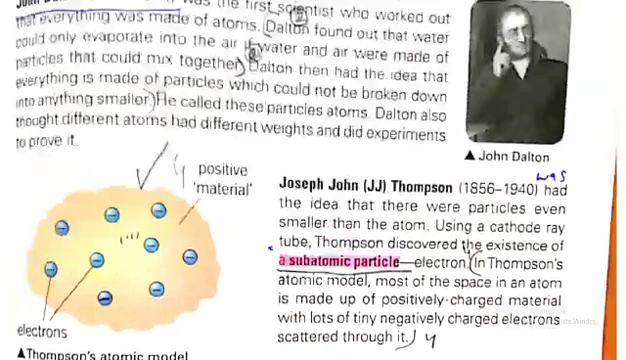 was the first scientist who worked out
that everything was made of atoms. Dalton found out that water
could only evaporate into the air if water and air were made of
particles that could mix together. Dalton then had the idea that
everything is made of particles which could not be broken down
into anything smaller. He called these particles atoms. Dalton also
thought different atoms had different weights and did experiments
to prove it.
▲ John Dalton
positive
'material'
electrons
▲Thompson's atomic model
was
Joseph John (JJ) Thompson (1856–1940) had
the idea that there were particles even
smaller than the atom. Using a cathode ray
tube, Thompson discovered the existence of
a subatomic particle—electron. In Thompson's
atomic model, most of the space in an atom
is made up of positively-charged material
with lots of tiny negatively charged electrons
scattered through it.